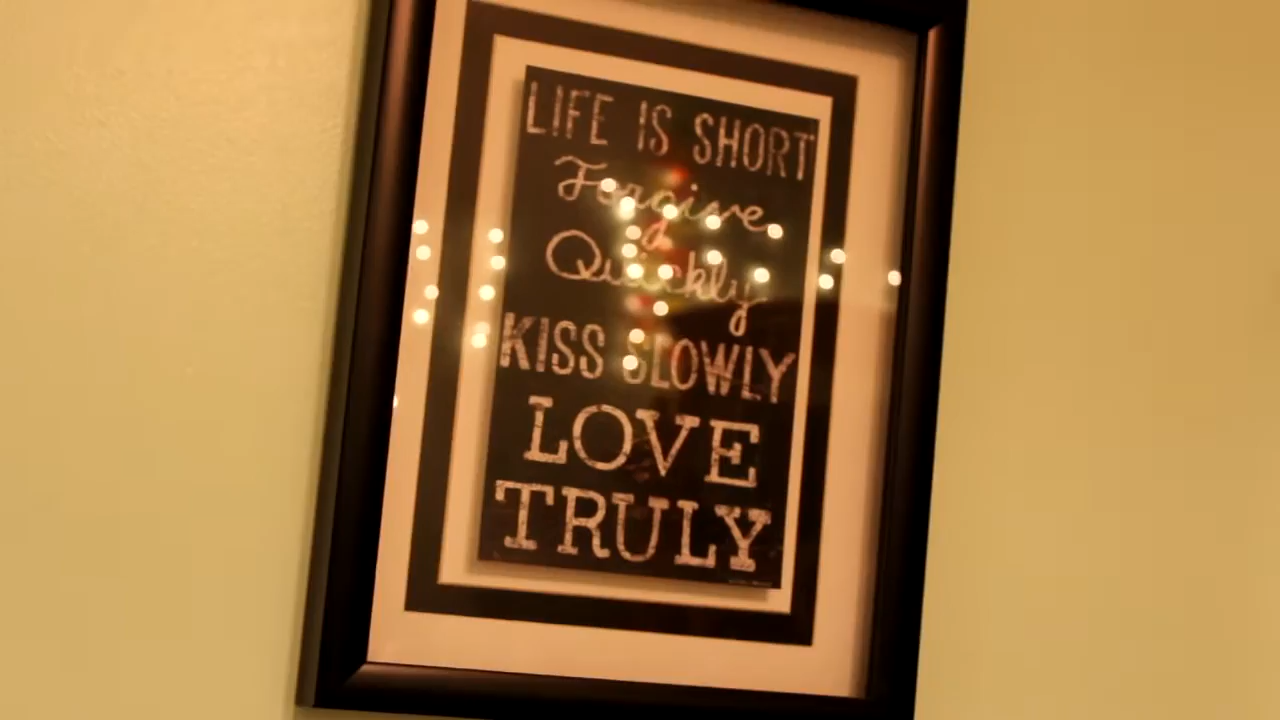 LIFE IS SHORT
Forgive
Quickly
KISS SLOWLY
LOVE
TRULY